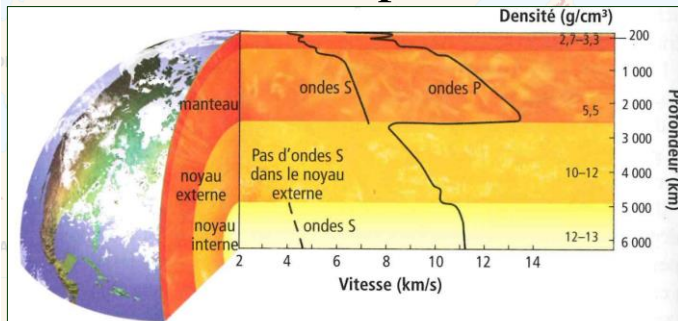 Densité (g/cm³)
2,7–3,3
200
1 000
ondes S
ondes P
manteau
5,5
2 000
3 000
Pas d'ondes S
dans le noyau
externe
noyau
externe
10–12
4 000
Profondeur (km)
5 000
noyau
interne
ondes S
12–13
6 000
2 4 6 8 10 12 14
Vitesse (km/s)